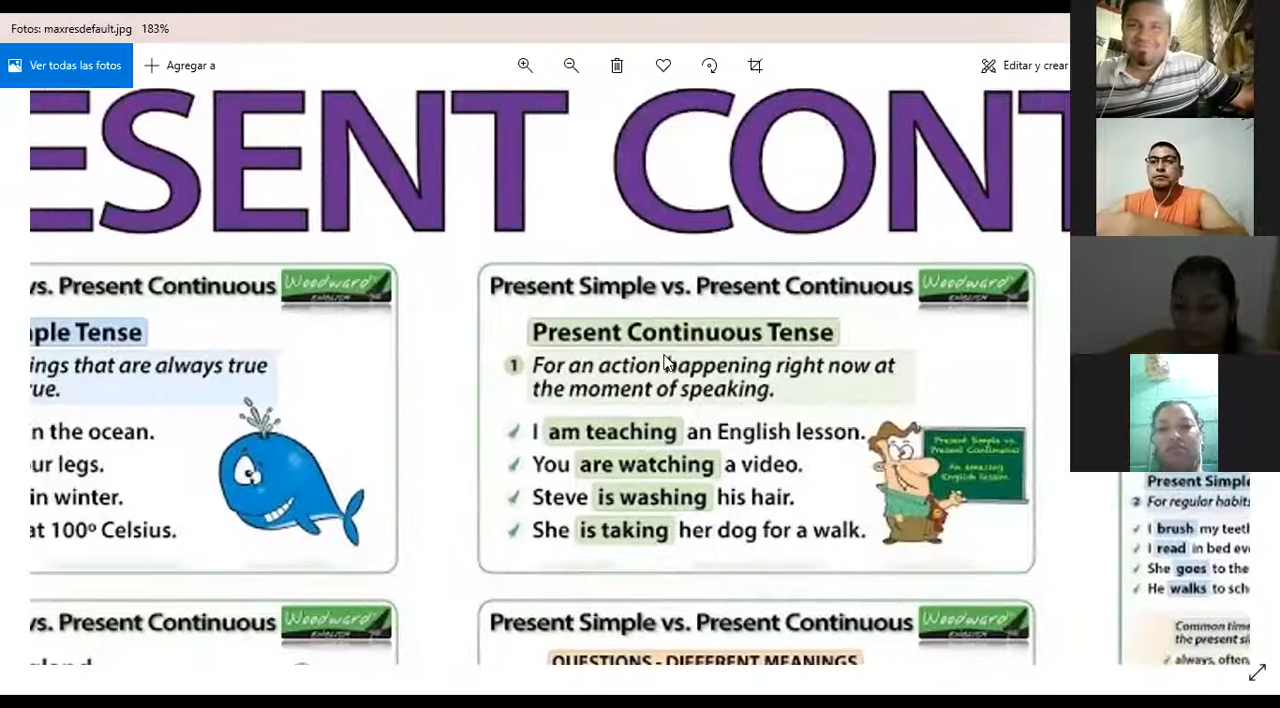 Fotos: maxresdefault.jpg 183%
Ver todas las fotos
Agregar a
Editar y crear
ESENT CONT
vs. Present Continuous
Woodward
ENGLISH
ple Tense
ings that are always true
ue.
n the ocean.
ur legs.
in winter.
at 100º Celsius.
Present Simple vs. Present Continuous
Woodward
ENGLISH
Present Continuous Tense
1 For an action happening right now at
the moment of speaking.
✓ I am teaching an English lesson.
✓ You are watching a video.
✓ Steve is washing his hair.
✓ She is taking her dog for a walk.
Present Simple vs.
Present Continuous
An amazing
English lesson.
vs. Present Continuous
Woodward
ENGLISH
gland
Present Simple vs. Present Continuous
Woodward
ENGLISH
QUESTIONS - DIFFERENT MEANINGS
Present Simple
2 For regular habits
✓ I brush my teeth
✓ I read in bed ev
✓ She goes to the
✓ He walks to sch
Common time
the present si
✓ always, often